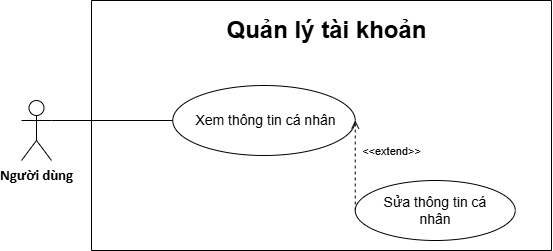 Quản lý tài khoản
Xem thông tin cá nhân
<<extend>>
Người dùng
Sửa thông tin cá
nhân